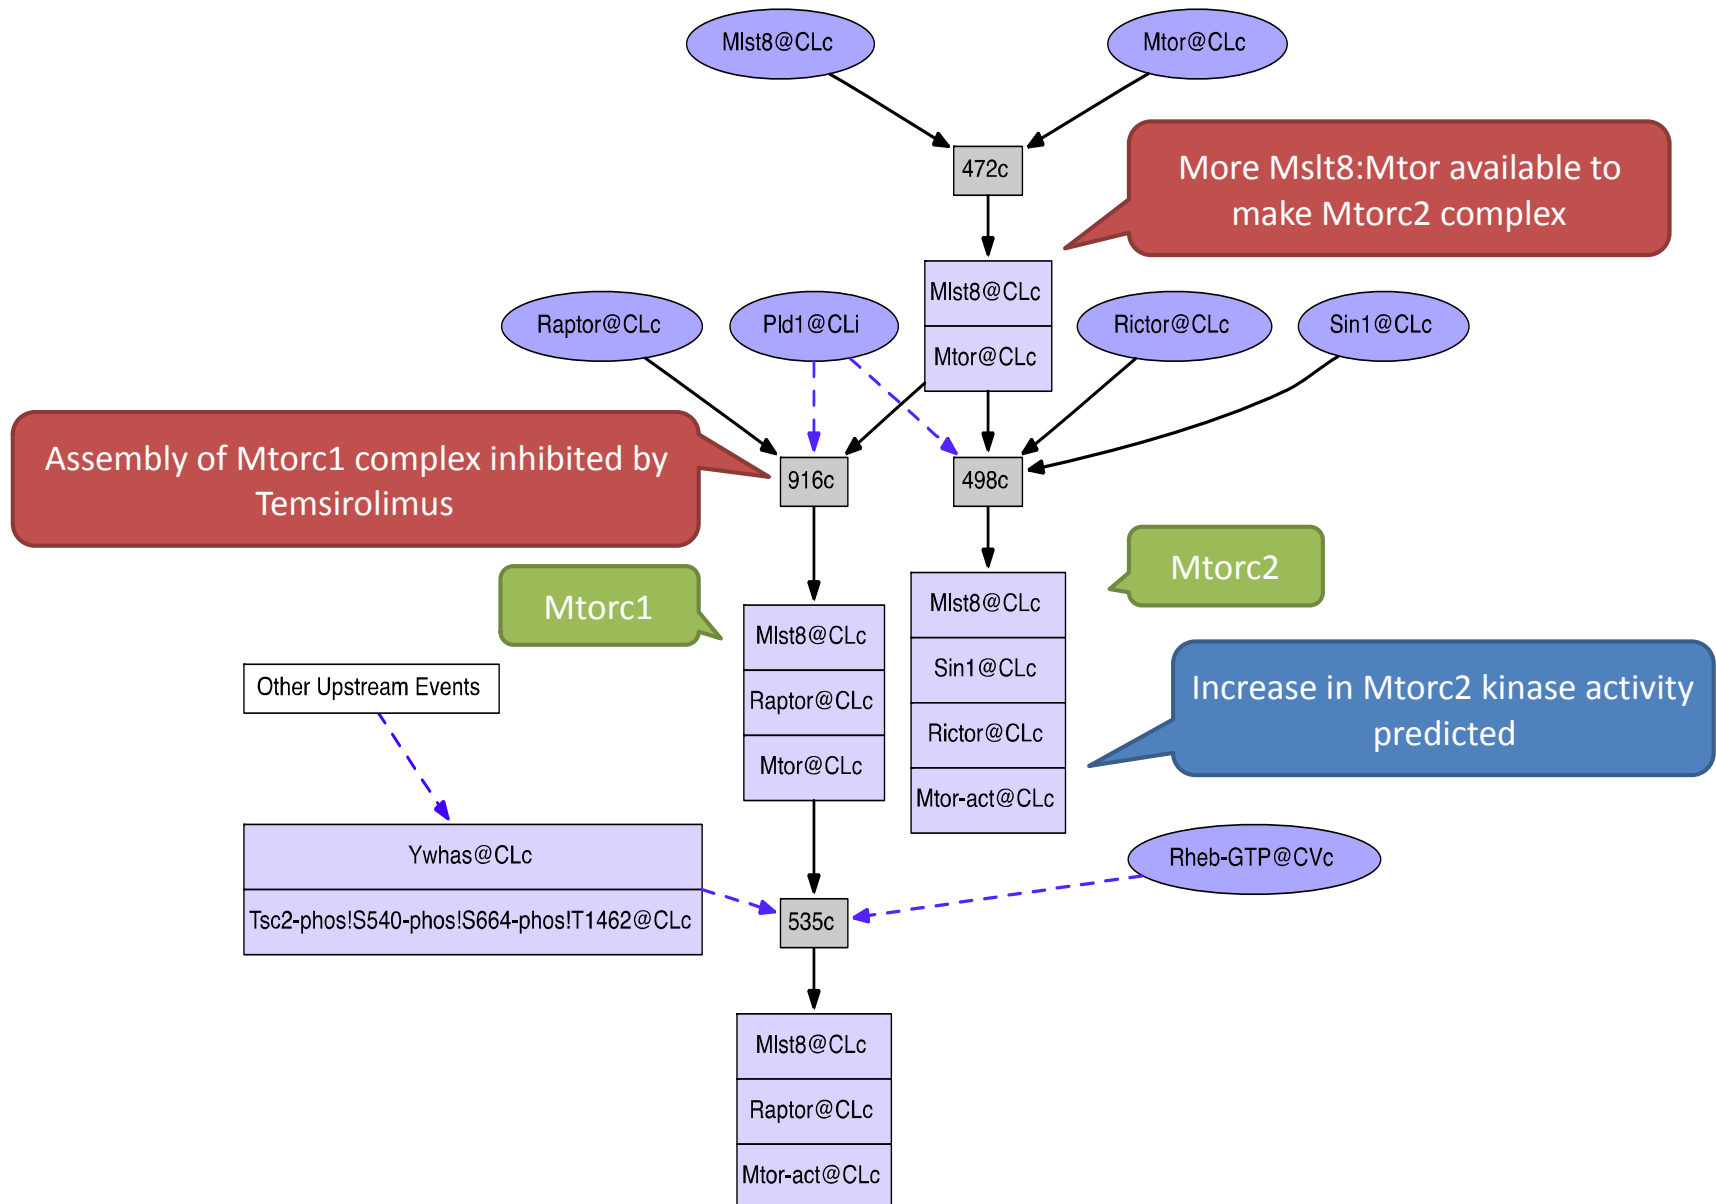 Mlst8@CLc
Mtor@CLc
472c
More Mslt8:Mtor available to
make Mtorc2 complex
Mlst8@CLc
Mtor@CLc
Raptor@CLc
Pld1@CLi
Rictor@CLc
Sin1@CLc
Assembly of Mtorc1 complex inhibited by
Temsirolimus
916c
498c
Mtorc1
Mtorc2
Mlst8@CLc
Raptor@CLc
Mtor@CLc
Mlst8@CLc
Sin1@CLc
Rictor@CLc
Mtor-act@CLc
Increase in Mtorc2 kinase activity
predicted
Other Upstream Events
Ywhas@CLc
Tsc2-phos!S540-phos!S664-phos!T1462@CLc
Rheb-GTP@CVc
535c
Mlst8@CLc
Raptor@CLc
Mtor-act@CLc